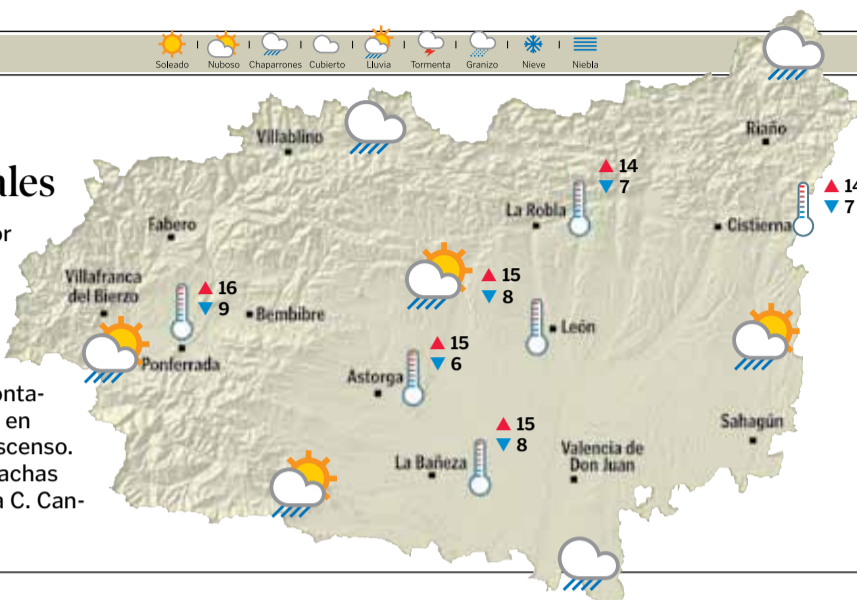 Soleado Nuboso Chaparrones Cubierto Lluvia Tormenta Granizo Nieve Niebla
ales
or
onta-
en
scenso.
achas
a C. Can-
Villablino
Riaño
14
7
La Robla
14
7
Cistierna
Fabero
Villafranca
del Bierzo
16
9
Bembibre
Ponferrada
15
8
León
15
6
Astorga
15
8
La Bañeza
Valencia de
Don Juan
Sahagún